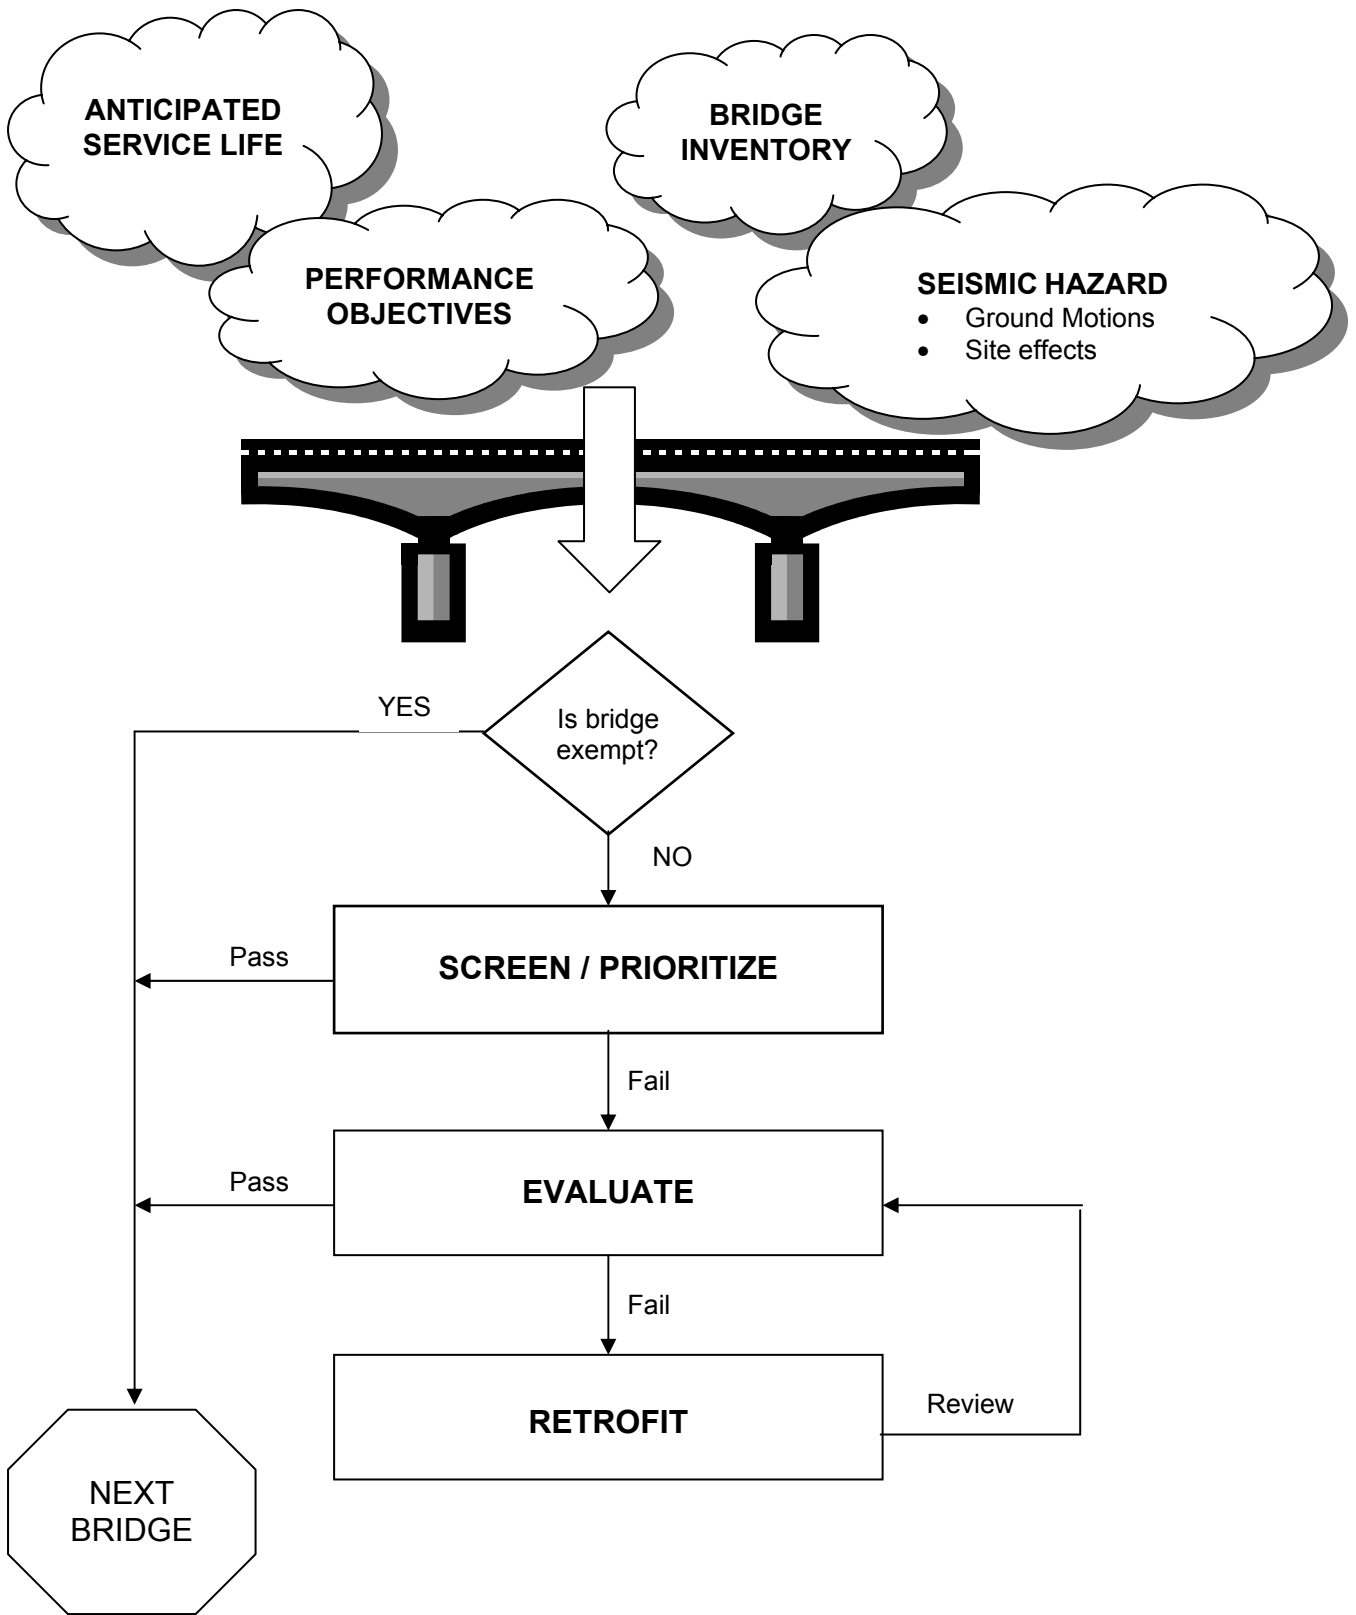 ANTICIPATED
SERVICE LIFE
BRIDGE
INVENTORY
PERFORMANCE
OBJECTIVES
SEISMIC HAZARD
• Ground Motions
• Site effects
YES
Is bridge
exempt?
NO
Pass
SCREEN / PRIORITIZE
Fail
Pass
EVALUATE
Fail
RETROFIT
Review
NEXT
BRIDGE